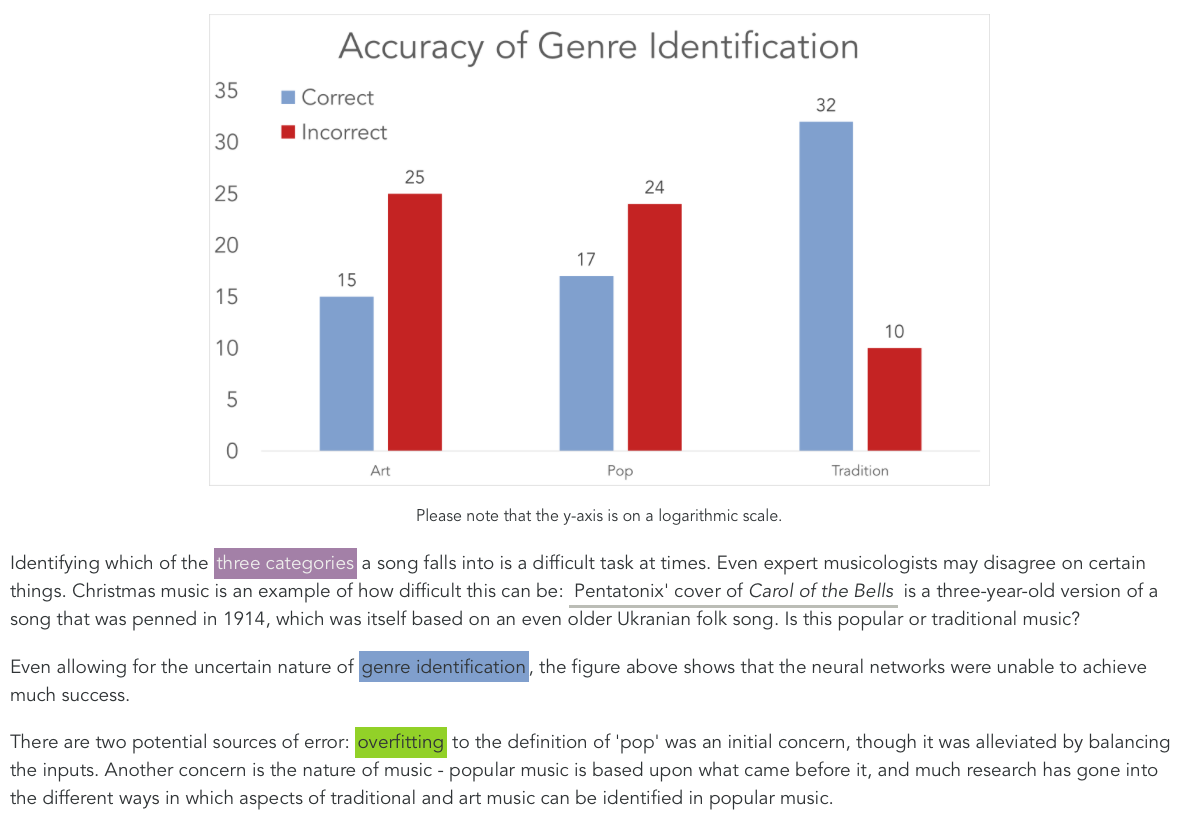 Accuracy of Genre Identification
35
Correct
32
Incorrect
30
25
25
24
20
17
15
15
10
10
5
0
Art
Pop
Tradition
Please note that the y-axis is on a logarithmic scale.
Identifying which of the three categories a song falls into is a difficult task at times. Even expert musicologists may disagree on certain
things. Christmas music is an example of how difficult this can be: Pentatonix' cover of Carol of the Bells is a three-year-old version of a
song that was penned in 1914, which was itself based on an even older Ukranian folk song. Is this popular or traditional music?
Even allowing for the uncertain nature of genre identification, the figure above shows that the neural networks were unable to achieve
much success.
There are two potential sources of error: overfitting to the definition of 'pop' was an initial concern, though it was alleviated by balancing
the inputs. Another concern is the nature of music - popular music is based upon what came before it, and much research has gone into
the different ways in which aspects of traditional and art music can be identified in popular music.